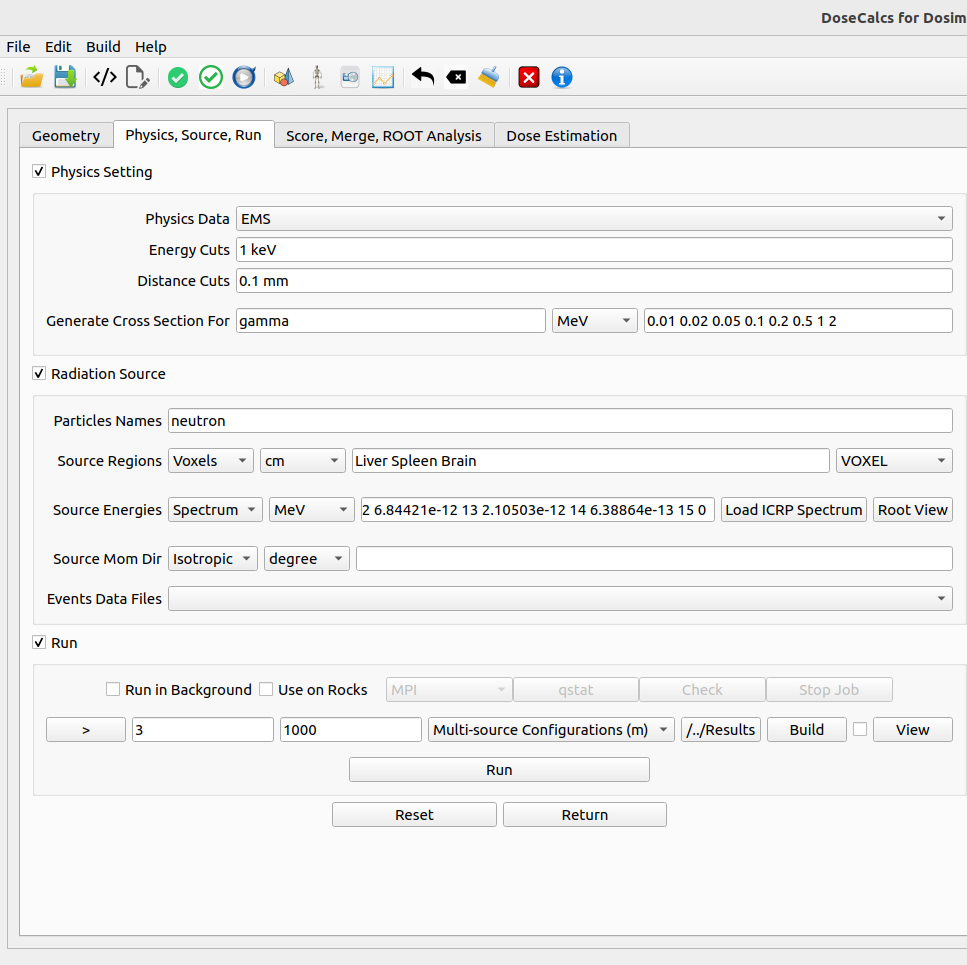 DoseCalcs for Dosim
File Edit Build Help
Geometry Physics, Source, Run Score, Merge, ROOT Analysis Dose Estimation
Physics Setting
Physics Data EMS
Energy Cuts 1 keV
Distance Cuts 0.1 mm
Generate Cross Section For gamma MeV 0.01 0.02 0.05 0.1 0.2 0.5 1 2
Radiation Source
Particles Names neutron
Source Regions Voxels cm Liver Spleen Brain VOXEL
Source Energies Spectrum MeV 2 6.84421e-12 13 2.10503e-12 14 6.38864e-13 15 0 Load ICRP Spectrum Root View
Source Mom Dir Isotropic degree
Events Data Files
Run
Run in Background Use on Rocks MPI qstat Check Stop Job
> 3 1000 Multi-source Configurations (m) /../Results Build View
Run
Reset Return